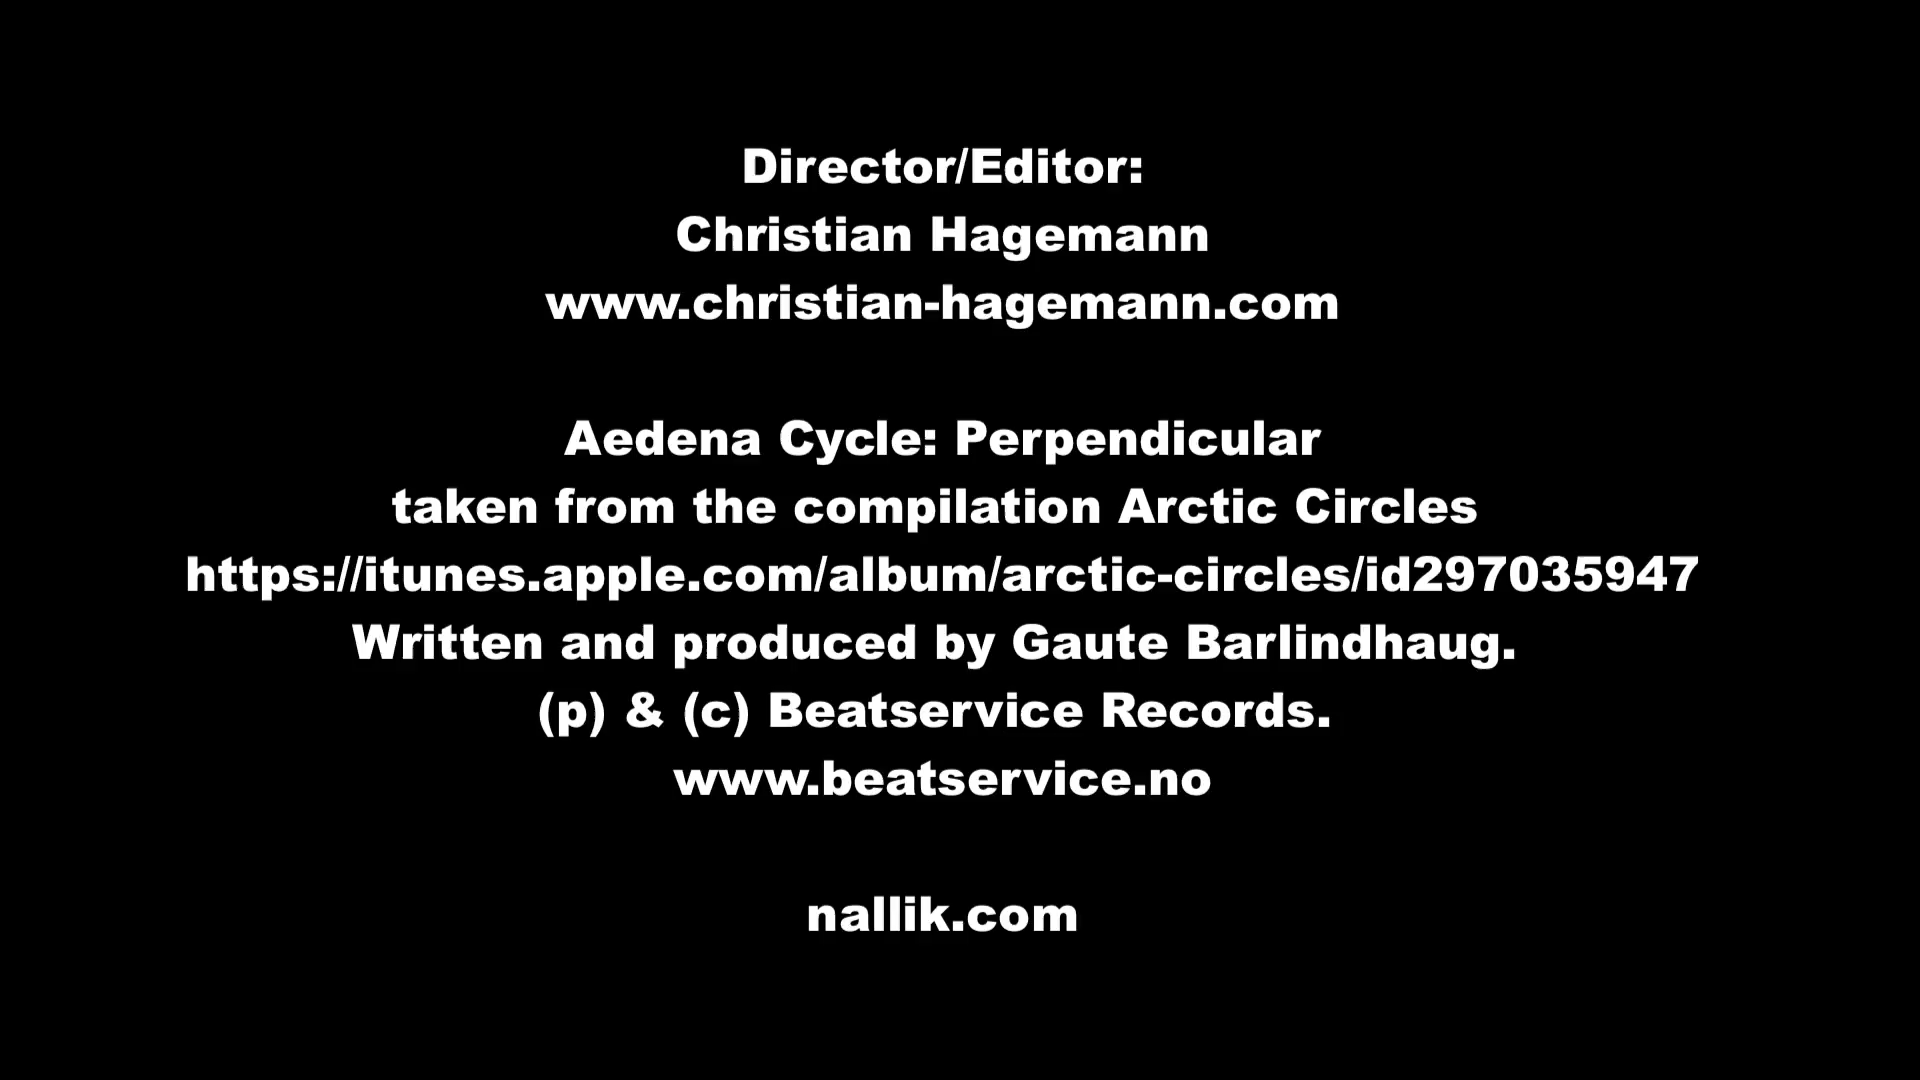 Director/Editor:
Christian Hagemann
www.christian-hagemann.com
Aedena Cycle: Perpendicular
taken from the compilation Arctic Circles
https://itunes.apple.com/album/arctic-circles/id297035947
Written and produced by Gaute Barlindhaug.
(p) & (c) Beatservice Records.
www.beatservice.no
nallik.com